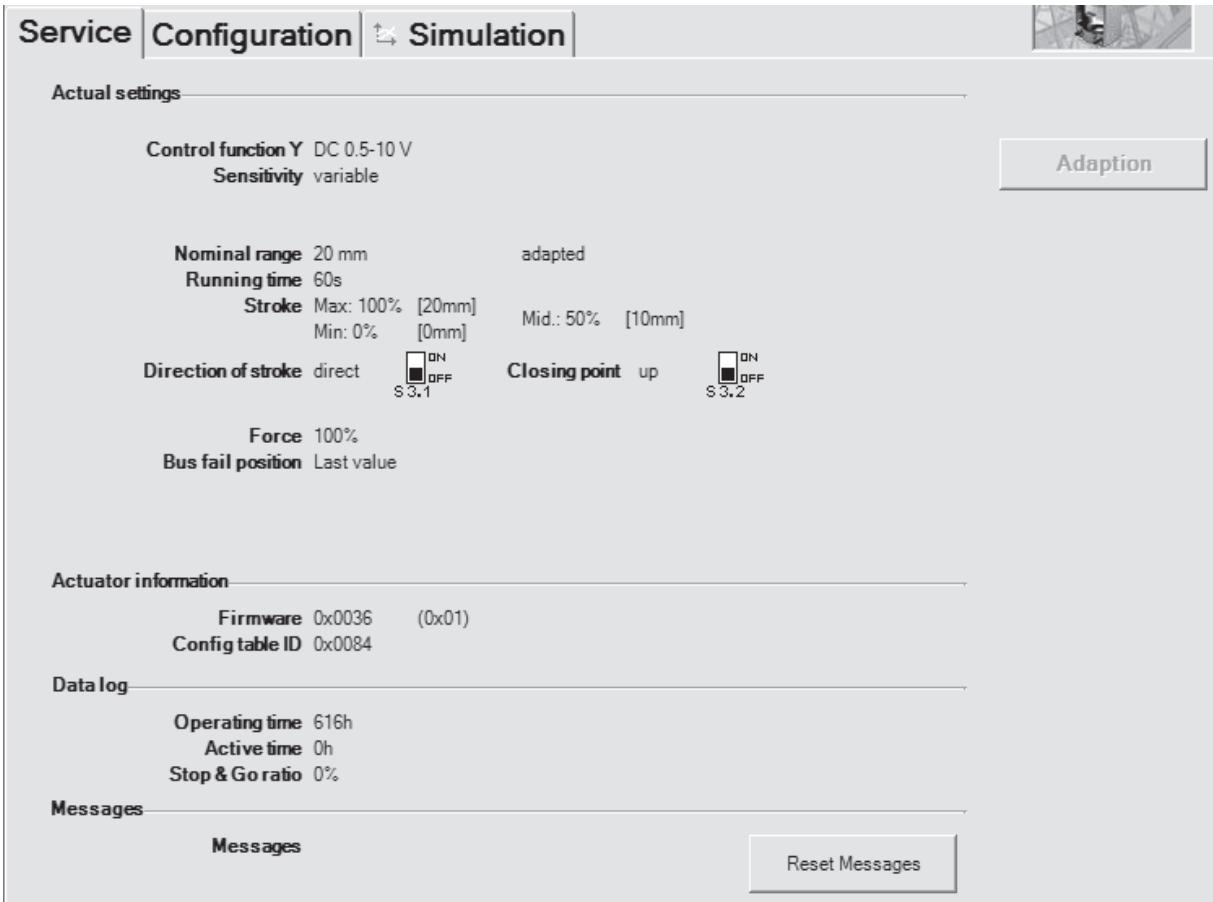 Service Configuration Simulation
Actual settings
Control function Y DC 0.5-10 V
Adaption
Sensitivity variable
Nominal range 20 mm adapted
Running time 60s
Stroke Max: 100% [20mm]
Mid.: 50% [10mm]
Min: 0% [0mm]
Direction of stroke direct ON OFF S 3.1 Closing point up ON OFF S 3.2
Force 100%
Bus fail position Last value
Actuator information
Firmware 0x0036 (0x01)
Config table ID 0x0084
Data log
Operating time 616h
Active time 0h
Stop & Go ratio 0%
Messages
Messages
Reset Messages